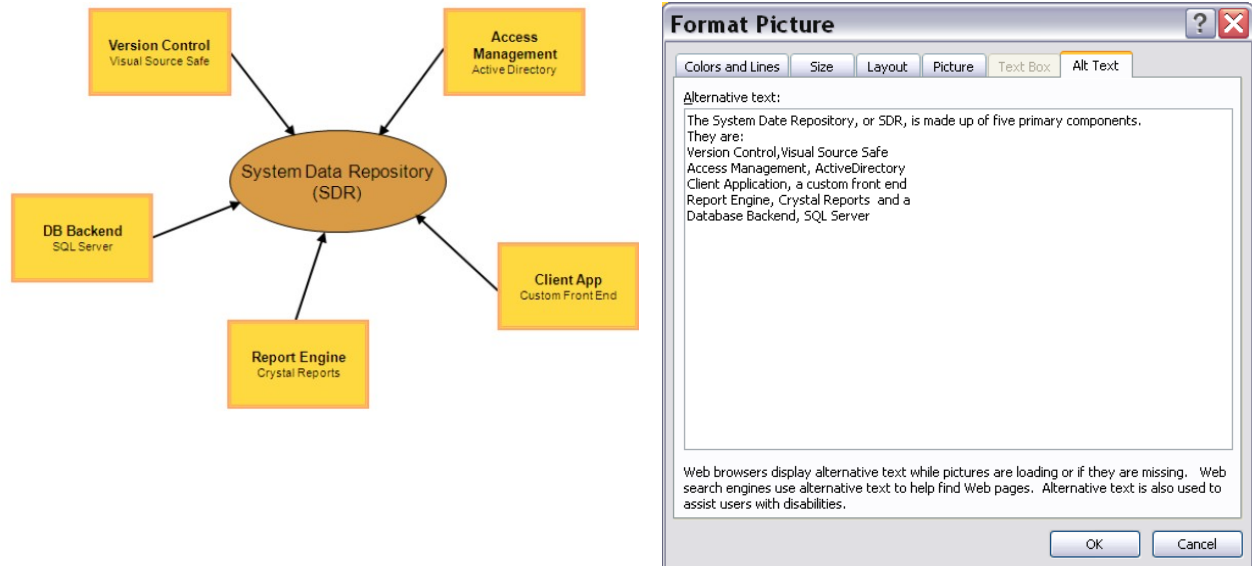 Version Control
Visual Source Safe
Access
Management
Active Directory
System Data Repository
(SDR)
DB Backend
SQL Server
Client App
Custom Front End
Report Engine
Crystal Reports
Format Picture
Colors and Lines
Size
Layout
Picture
Text Box
Alt Text
Alternative text:
The System Date Repository, or SDR, is made up of five primary components.
They are:
Version Control,Visual Source Safe
Access Management, ActiveDirectory
Client Application, a custom front end
Report Engine, Crystal Reports  and a
Database Backend, SQL Server
Web browsers display alternative text while pictures are loading or if they are missing.  Web
search engines use alternative text to help find Web pages.  Alternative text is also used to
assist users with disabilities.
OK
Cancel